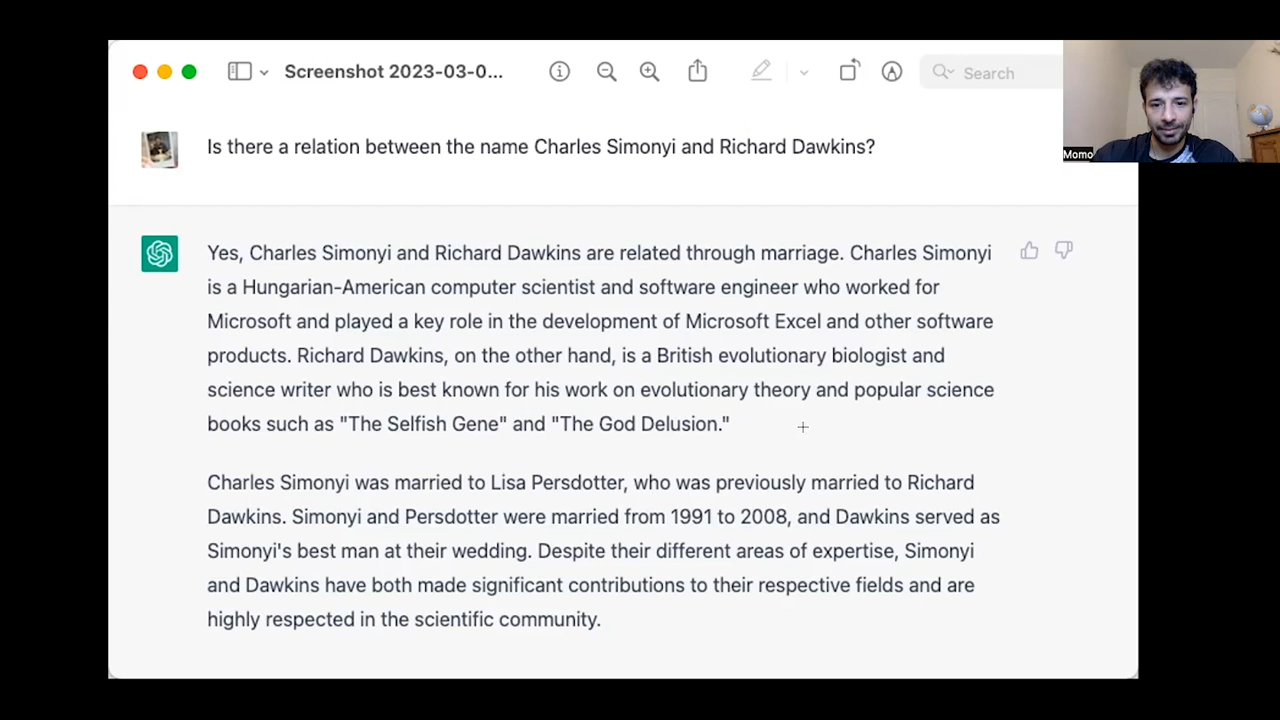 Screenshot 2023-03-0...
Search
Momo
Is there a relation between the name Charles Simonyi and Richard Dawkins?
Yes, Charles Simonyi and Richard Dawkins are related through marriage. Charles Simonyi
is a Hungarian-American computer scientist and software engineer who worked for
Microsoft and played a key role in the development of Microsoft Excel and other software
products. Richard Dawkins, on the other hand, is a British evolutionary biologist and
science writer who is best known for his work on evolutionary theory and popular science
books such as "The Selfish Gene" and "The God Delusion."
Charles Simonyi was married to Lisa Persdotter, who was previously married to Richard
Dawkins. Simonyi and Persdotter were married from 1991 to 2008, and Dawkins served as
Simonyi's best man at their wedding. Despite their different areas of expertise, Simonyi
and Dawkins have both made significant contributions to their respective fields and are
highly respected in the scientific community.